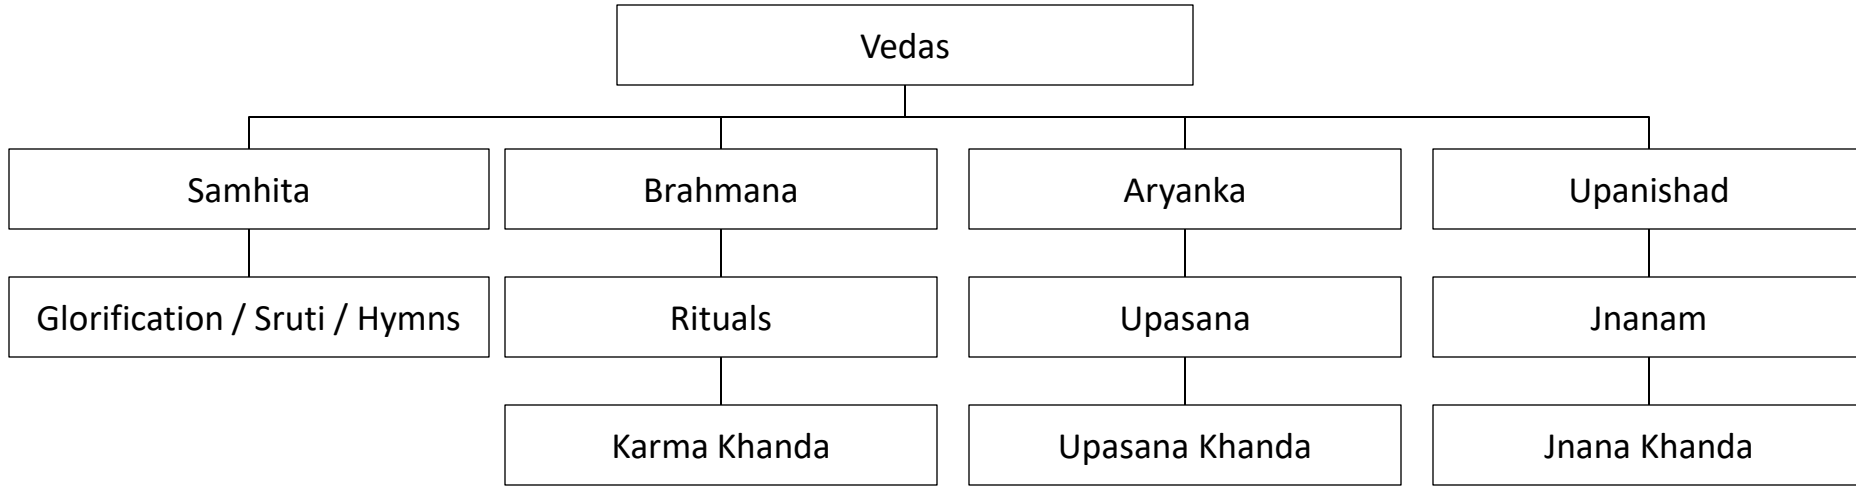 Vedas
Samhita
Brahmana
Aryanka
Upanishad
Glorification / Sruti / Hymns
Rituals
Upasana
Jnanam
Karma Khanda
Upasana Khanda
Jnana Khanda